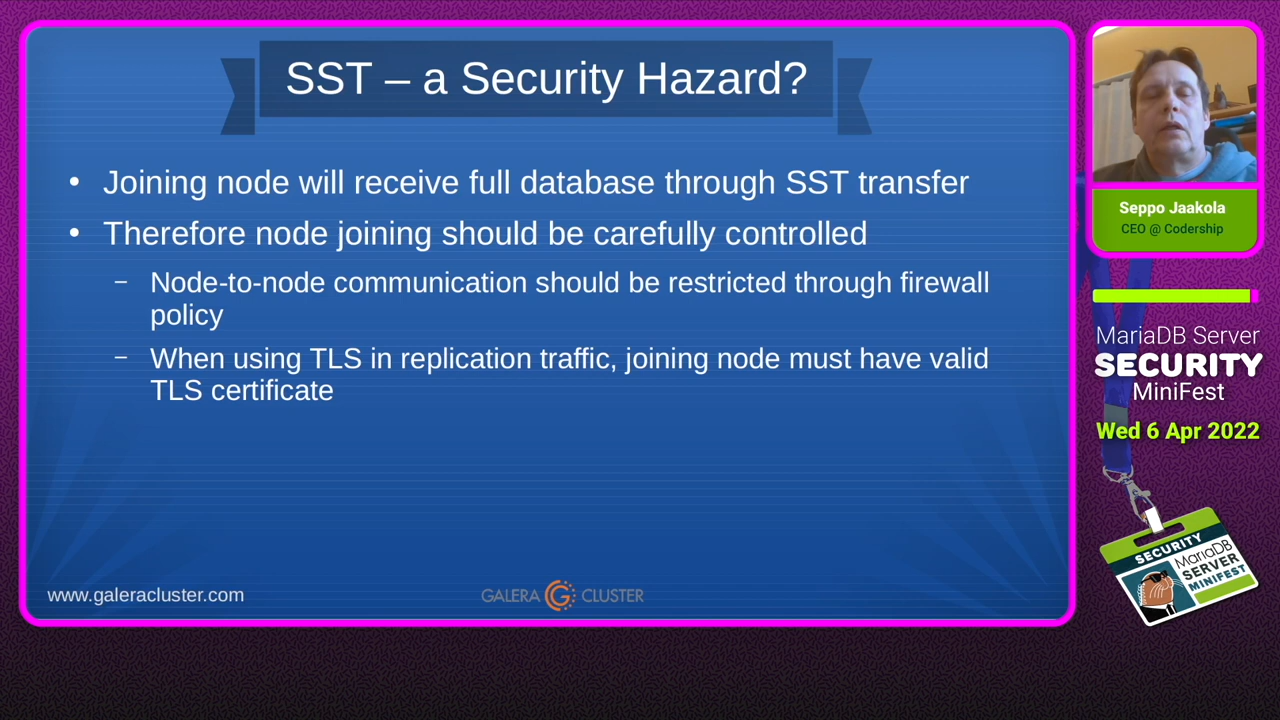 SST – a Security Hazard?
• Joining node will receive full database through SST transfer
• Therefore node joining should be carefully controlled
– Node-to-node communication should be restricted through firewall
policy
– When using TLS in replication traffic, joining node must have valid
TLS certificate
www.galeracluster.com
GALERA CLUSTER
Seppo Jaakola
CEO @ Codership
MariaDB Server
SECURITY
MiniFest
Wed 6 Apr 2022
SECURITY
MariaDB
SERVER
MINIFEST